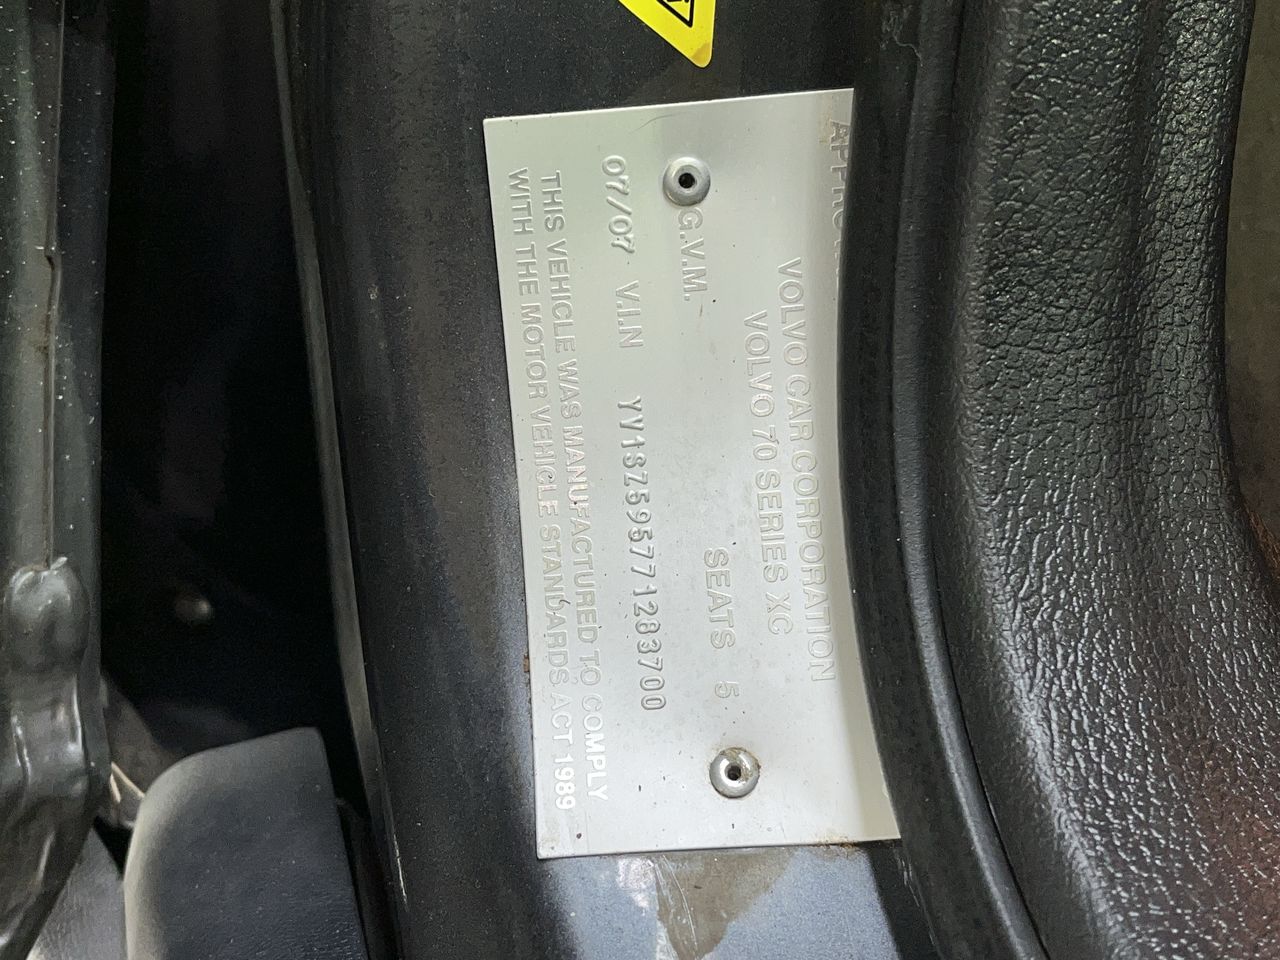 VOLVO CAR CORPORATION
VOLVO 70 SERIES XC
SEATS 5
G.V.M.
07/07 V.I.N YV1SZ595771283700
THIS VEHICLE WAS MANUFACTURED TO COMPLY
WITH THE MOTOR VEHICLE STANDARDS ACT 1989